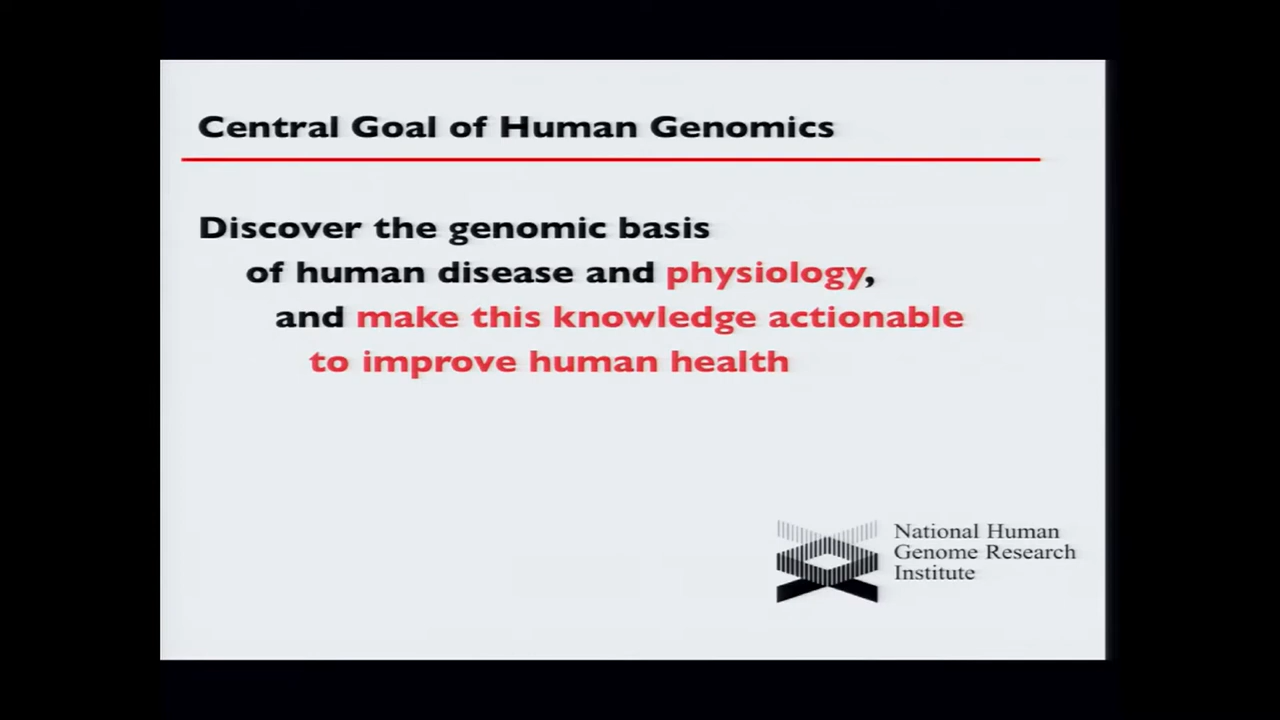 Central Goal of Human Genomics
Discover the genomic basis
of human disease and physiology,
and make this knowledge actionable
to improve human health
National Human
Genome Research
Institute